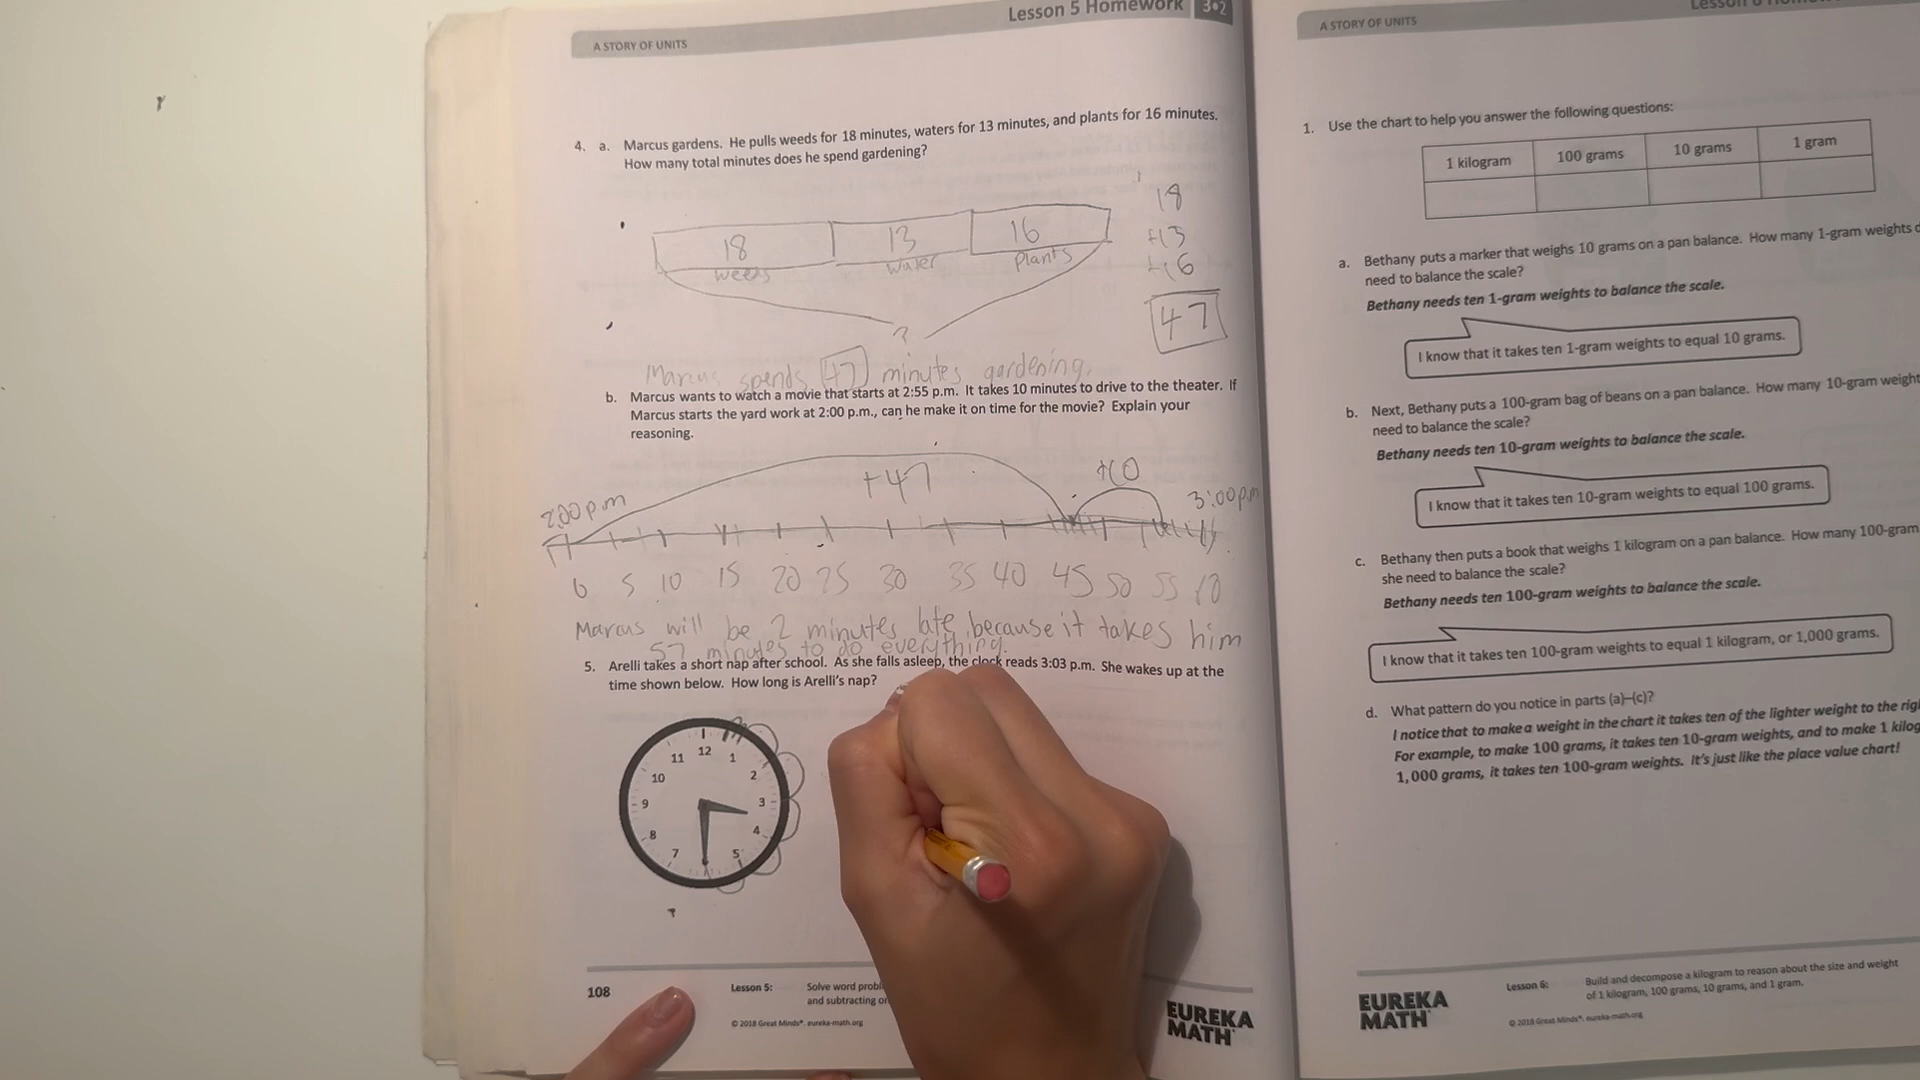 Lesson 5 Homework 3•2
A STORY OF UNITS
4. a. Marcus gardens. He pulls weeds for 18 minutes, waters for 13 minutes, and plants for 16 minutes.
How many total minutes does he spend gardening?
18 13 16
weeds water plants
?
1
18
+13
+16
47
Marcus spends 47 minutes gardening.
b. Marcus wants to watch a movie that starts at 2:55 p.m. It takes 10 minutes to drive to the theater. If
Marcus starts the yard work at 2:00 p.m., can he make it on time for the movie? Explain your
reasoning.
+47 +10
2:00 p.m 3:00 p.m
0 5 10 15 20 25 30 35 40 45 50 55
Marcus will be 2 minutes late because it takes him
57 minutes to do everything.
5. Arelli takes a short nap after school. As she falls asleep, the clock reads 3:03 p.m. She wakes up at the
time shown below. How long is Arelli's nap?
12 1 2 3 4 5 7 8 9 10 11
108
Lesson 5:
Solve word
and subtracting
© 2018 Great Minds®. eureka-math.org
EUREKA
MATH
A STORY OF UNITS
1. Use the chart to help you answer the following questions:
1 kilogram 100 grams 10 grams 1 gram
a. Bethany puts a marker that weighs 10 grams on a pan balance. How many 1-gram weights
need to balance the scale?
Bethany needs ten 1-gram weights to balance the scale.
I know that it takes ten 1-gram weights to equal 10 grams.
b. Next, Bethany puts a 100-gram bag of beans on a pan balance. How many 10-gram
need to balance the scale?
Bethany needs ten 10-gram weights to balance the scale.
I know that it takes ten 10-gram weights to equal 100 grams.
c. Bethany then puts a book that weighs 1 kilogram on a pan balance. How many 100-gram
she need to balance the scale?
Bethany needs ten 100-gram weights to balance the scale.
I know that it takes ten 100-gram weights to equal 1 kilogram, or 1,000 grams.
d. What pattern do you notice in parts (a)–(c)?
I notice that to make a weight in the chart it takes ten of the lighter weight to the
For example, to make 100 grams, it takes ten 10-gram weights, and to make 1
1,000 grams, it takes ten 100-gram weights. It's just like the place value chart!
EUREKA
MATH
Lesson 6:
Build and decompose a kilogram to reason about the size and weight
of 1 kilogram, 100 grams, 10 grams, and 1 gram.
© 2018 Great Minds®. eureka-math.org